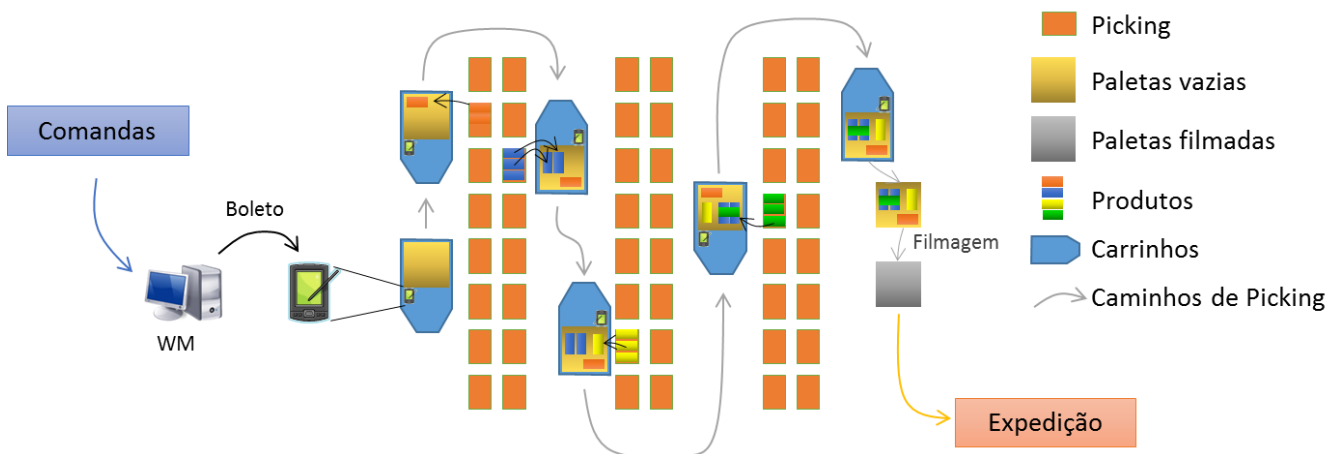 Comandas
Boleto
WM
Filmagem
Expedição
Picking
Paletas vazias
Paletas filmadas
Produtos
Carrinhos
Caminhos de Picking